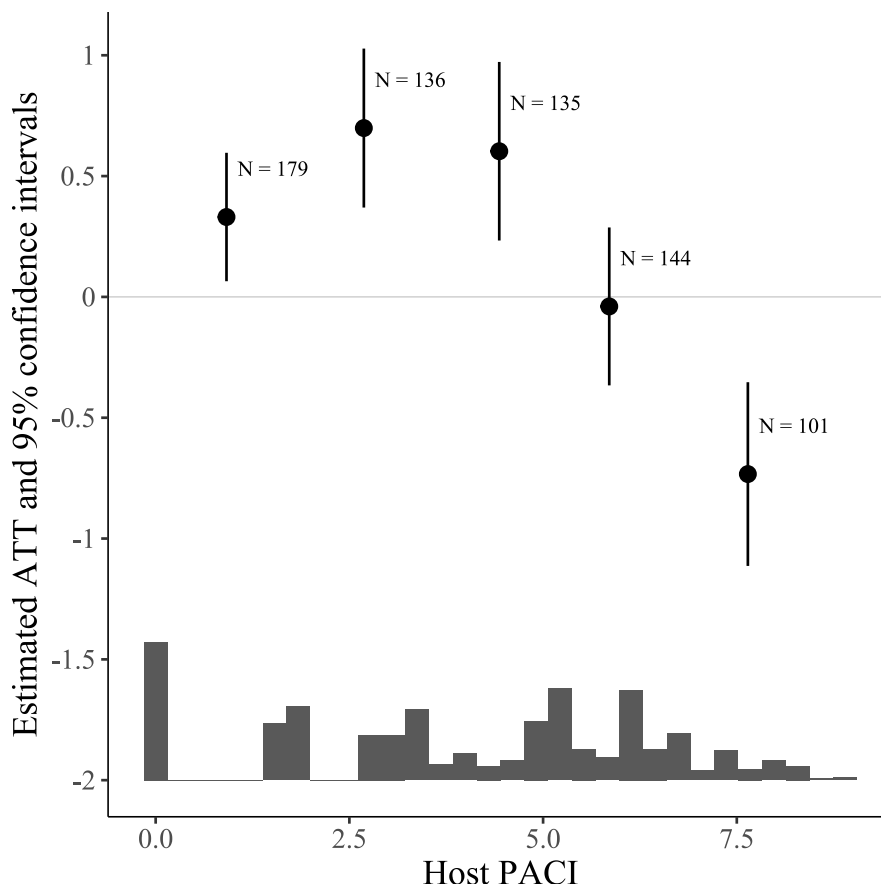 Estimated ATT and 95% confidence intervals
1
0.5
0
-0.5
-1
-1.5
-2
N = 179
N = 136
N = 135
N = 144
N = 101
0.0
2.5
5.0
7.5
Host PACI